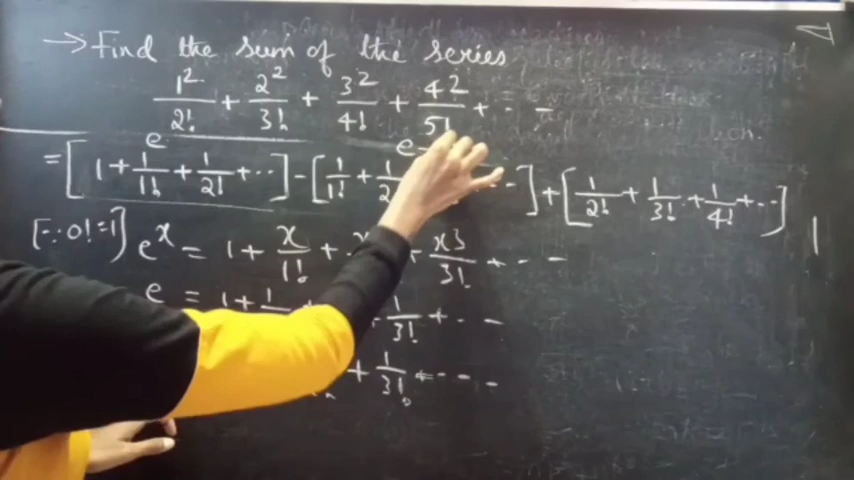 → Find the sum of the series
1²/2! + 2²/3! + 3²/4! + 4²/5! + - - -
e e
= [1 + 1/1! + 1/2! + ··] - [1/1! + 1/2 - -] + [1/2! + 1/3! + 1/4! + - -]
[∵ 0! = 1] e^x = 1 + x/1! + x + x3/3! + - - -
e = 1 + 1 + 1/3! + - - -
+ 1/3! + - - -